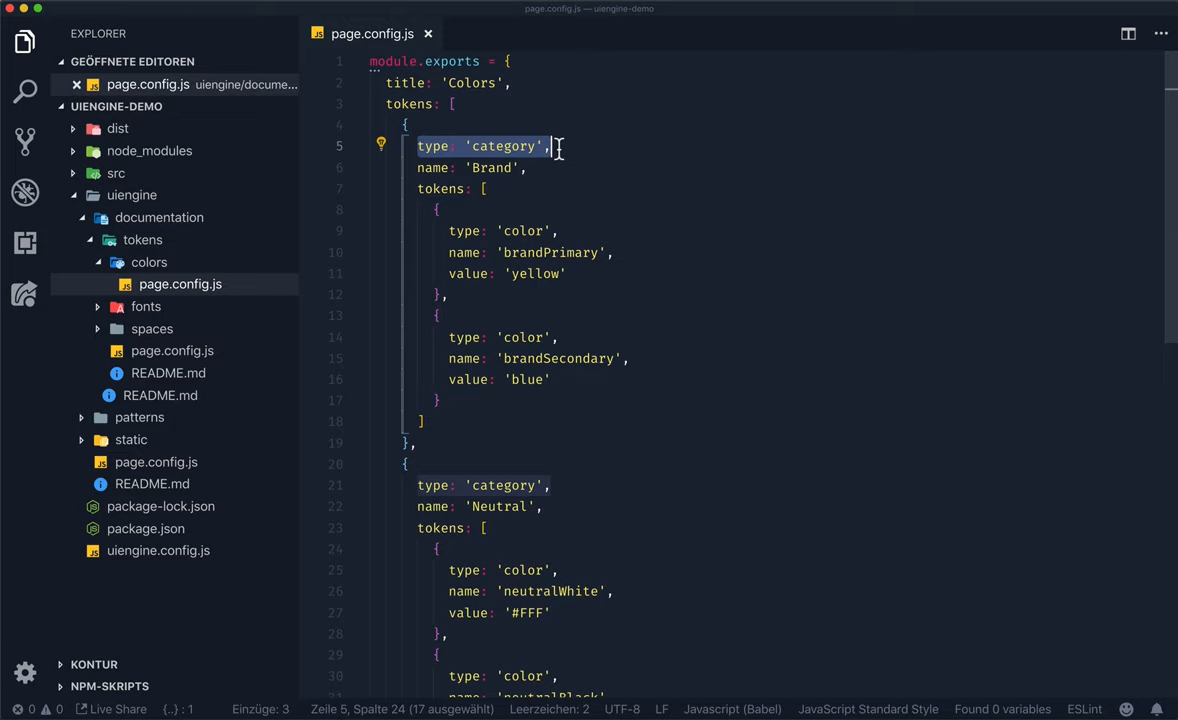 page.config.js — uiengine-demo
EXPLORER
GEÖFFNETE EDITOREN
page.config.js uiengine/docume...
UIENGINE-DEMO
dist
node_modules
src
uiengine
documentation
tokens
colors
page.config.js
fonts
spaces
page.config.js
README.md
README.md
patterns
static
page.config.js
README.md
package-lock.json
package.json
uiengine.config.js
KONTUR
NPM-SKRIPTS
page.config.js
1 module.exports = {
2 title: 'Colors',
3 tokens: [
4 {
5 type: 'category',
6 name: 'Brand',
7 tokens: [
8 {
9 type: 'color',
10 name: 'brandPrimary',
11 value: 'yellow'
12 },
13 {
14 type: 'color',
15 name: 'brandSecondary',
16 value: 'blue'
17 }
18 ]
19 },
20 {
21 type: 'category',
22 name: 'Neutral',
23 tokens: [
24 {
25 type: 'color',
26 name: 'neutralWhite',
27 value: '#FFF'
28 },
29 {
30 type: 'color',
31 name: 'neutralBlack'
0 0 Live Share {..} : 1 Einzüge: 3 Zeile 5, Spalte 24 (17 ausgewählt) Leerzeichen: 2 UTF-8 LF Javascript (Babel) JavaScript Standard Style Found 0 variables ESLint